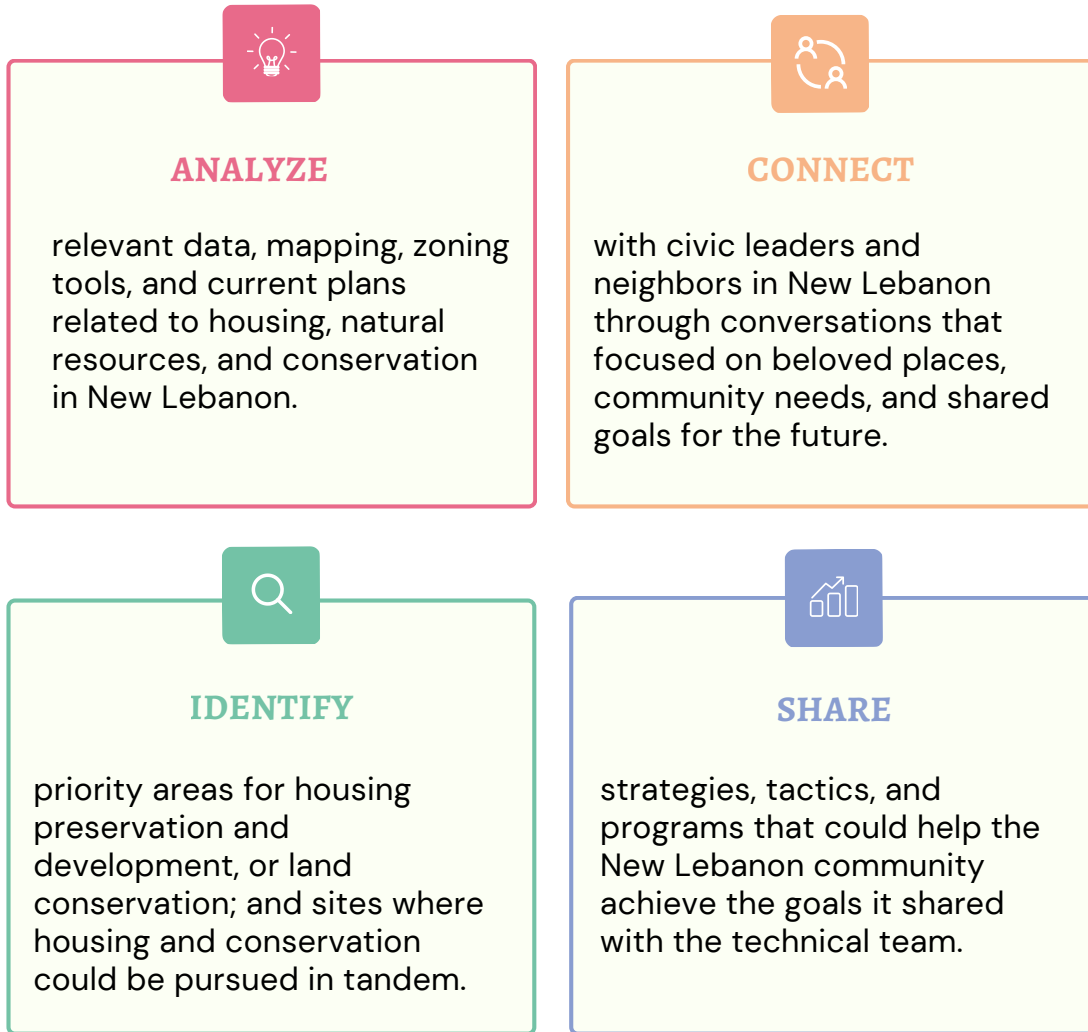 ANALYZE
relevant data, mapping, zoning
tools, and current plans
related to housing, natural
resources, and conservation
in New Lebanon.
CONNECT
with civic leaders and
neighbors in New Lebanon
through conversations that
focused on beloved places,
community needs, and shared
goals for the future.
IDENTIFY
priority areas for housing
preservation and
development, or land
conservation; and sites where
housing and conservation
could be pursued in tandem.
SHARE
strategies, tactics, and
programs that could help the
New Lebanon community
achieve the goals it shared
with the technical team.